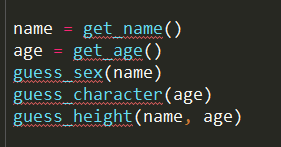 name = get_name()
age = get_age()
guess_sex(name)
guess_character(age)
guess_height(name, age)